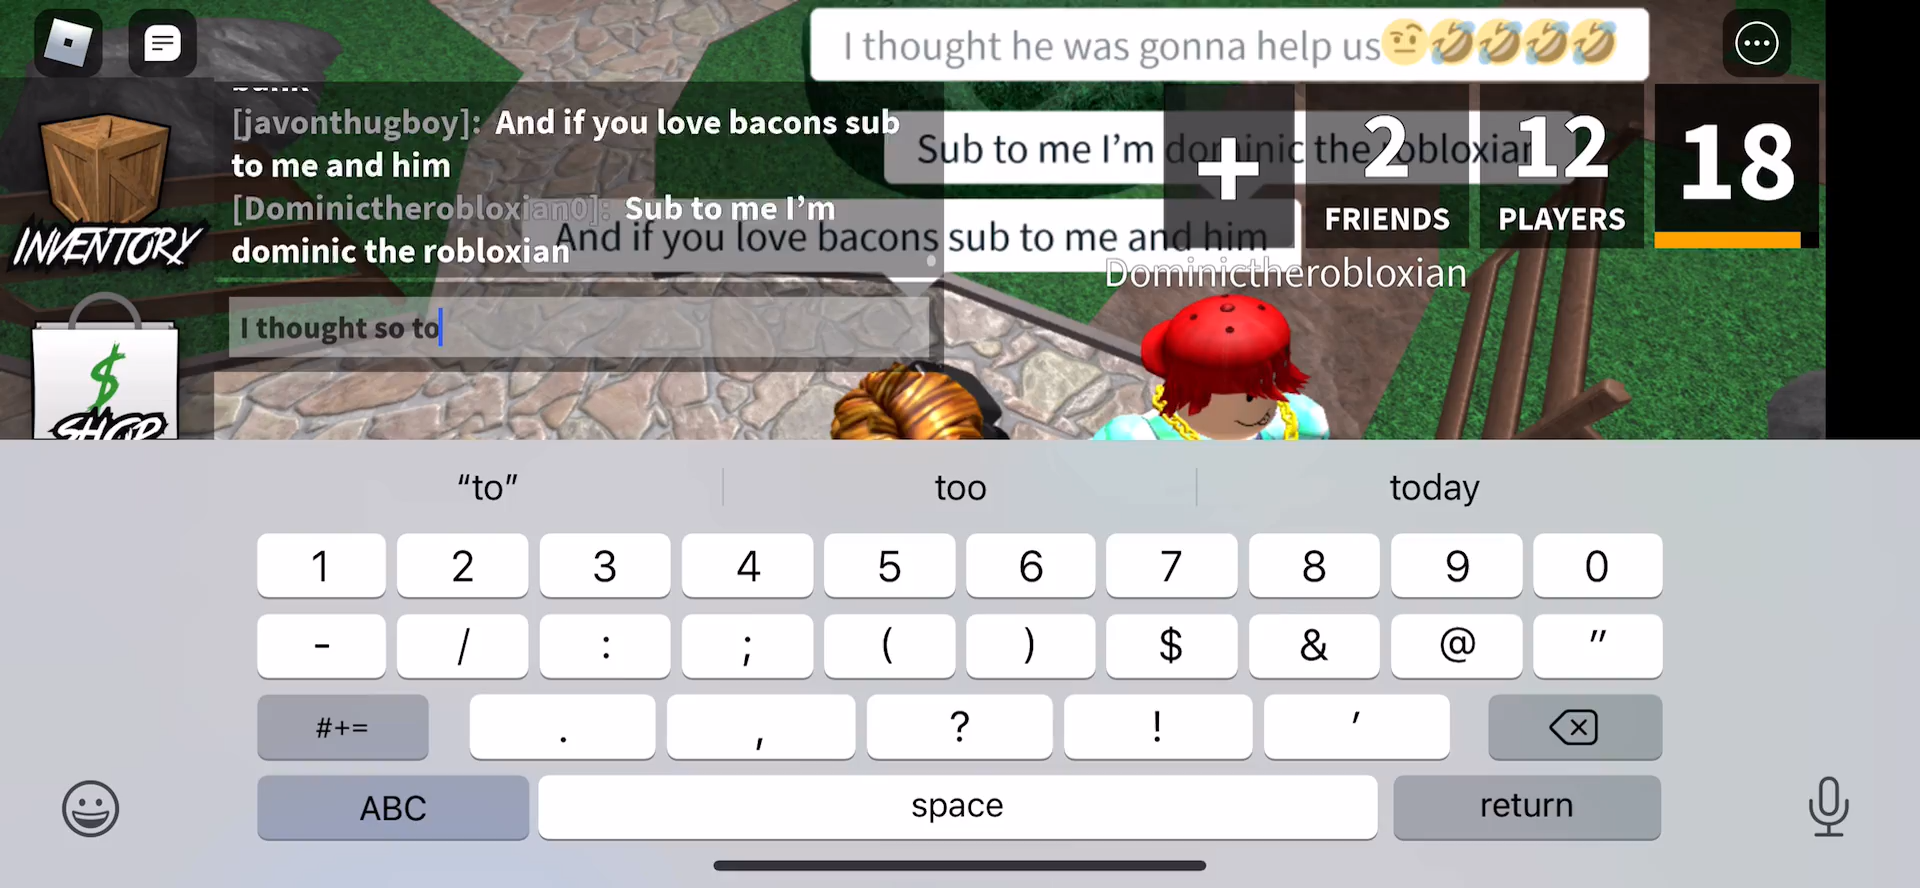 I thought he was gonna help us🤨🤣🤣🤣🤣
[javonthugboy]: And if you love bacons sub
to me and him
[Dominictherobloxian0]: Sub to me I'm
dominic the robloxian
Sub to me I'm dominic the robloxian
And if you love bacons sub to me and him
+
2
FRIENDS
12
PLAYERS
18
Dominictherobloxian
INVENTORY
I thought so to
$
SHOP
“to”
too
today
1 2 3 4 5 6 7 8 9 0
- / : ; ( ) $ & @ "
#+= . , ? ! '
ABC space return